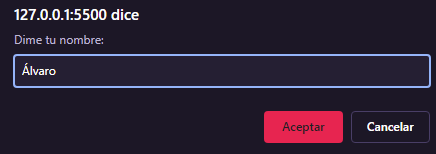 127.0.0.1:5500 dice
Dime tu nombre:
Álvaro
Aceptar Cancelar